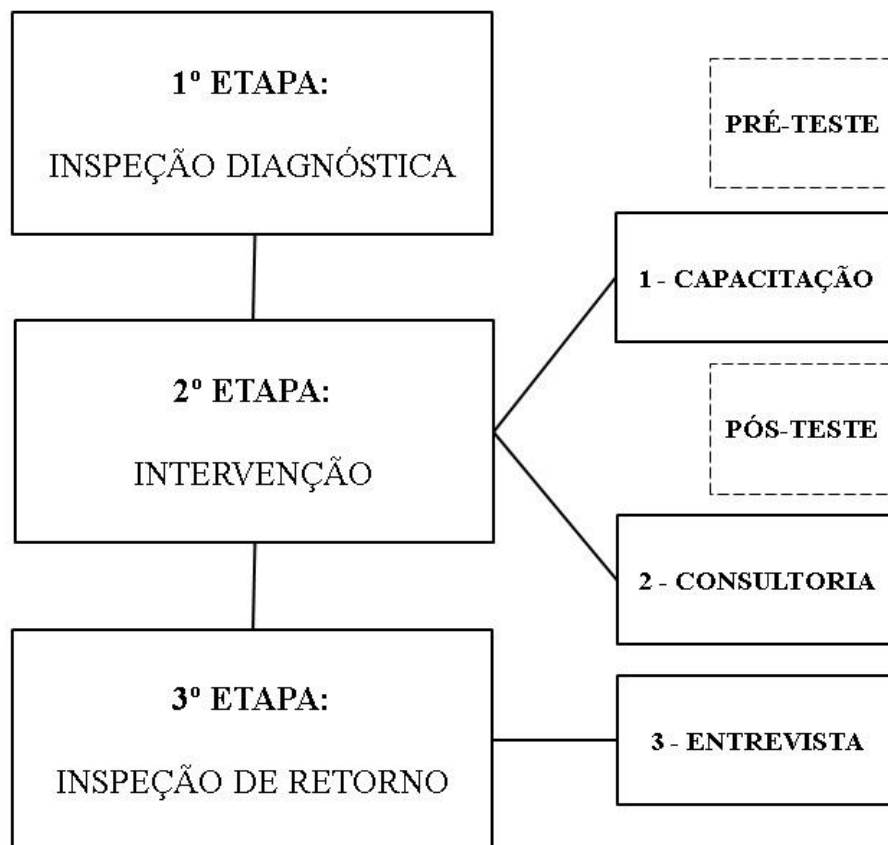 1º ETAPA:
INSPEÇÃO DIAGNÓSTICA
PRÉ-TESTE
1 - CAPACITAÇÃO
2º ETAPA:
INTERVENÇÃO
PÓS-TESTE
2 - CONSULTORIA
3º ETAPA:
INSPEÇÃO DE RETORNO
3 - ENTREVISTA